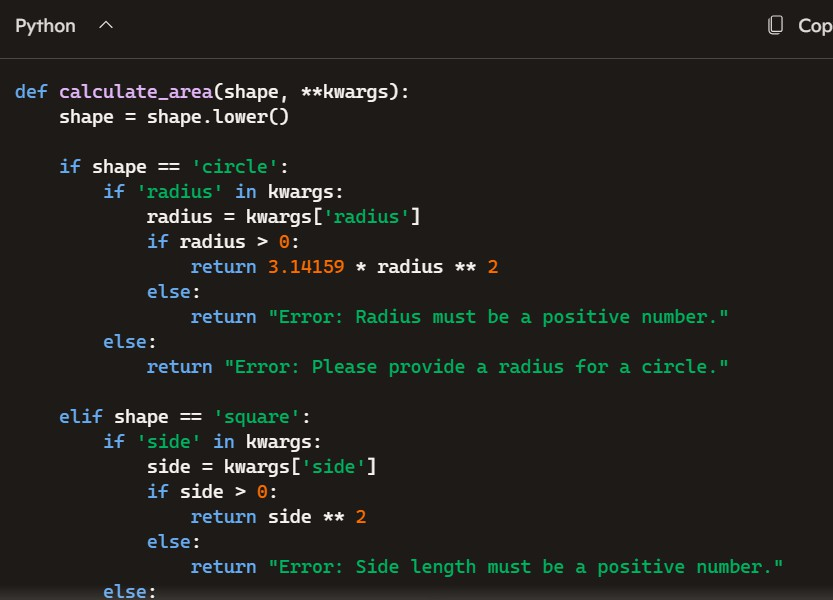 Python
def calculate_area(shape, **kwargs):
    shape = shape.lower()

    if shape == 'circle':
        if 'radius' in kwargs:
            radius = kwargs['radius']
            if radius > 0:
                return 3.14159 * radius ** 2
            else:
                return "Error: Radius must be a positive number."
        else:
            return "Error: Please provide a radius for a circle."

    elif shape == 'square':
        if 'side' in kwargs:
            side = kwargs['side']
            if side > 0:
                return side ** 2
            else:
                return "Error: Side length must be a positive number."
        else: